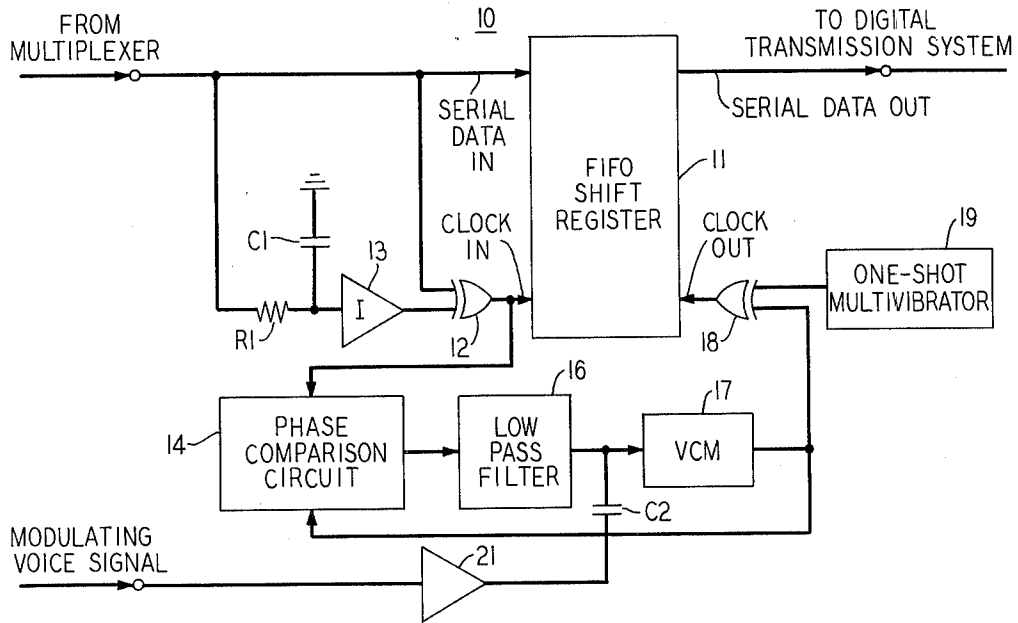 10
FROM
MULTIPLEXER
TO DIGITAL
TRANSMISSION SYSTEM
SERIAL
DATA
IN
SERIAL DATA OUT
FIFO
SHIFT
REGISTER
11
C1
13
CLOCK
IN
CLOCK
OUT
19
ONE-SHOT
MULTIVIBRATOR
I
R1
12
18
16
17
14
PHASE
COMPARISON
CIRCUIT
LOW
PASS
FILTER
VCM
C2
MODULATING
VOICE SIGNAL
21